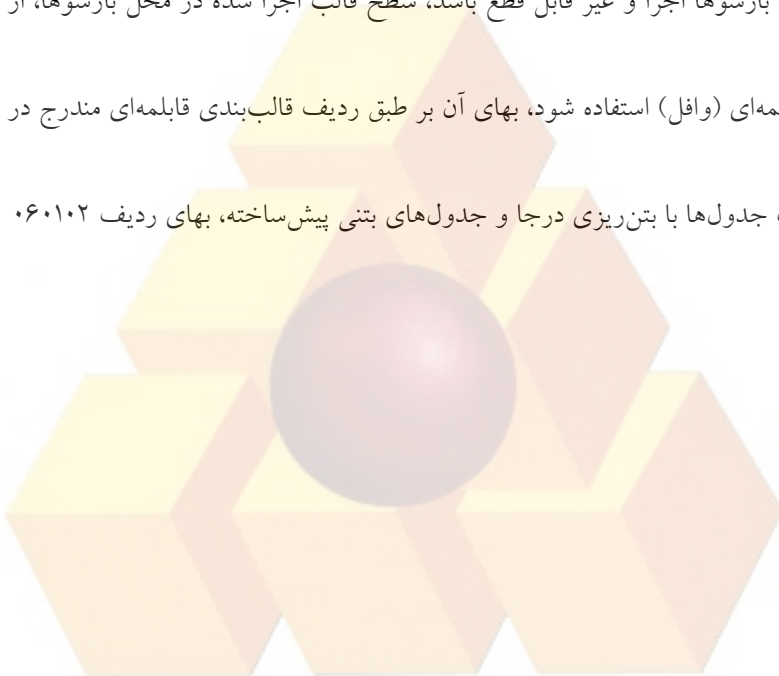 بازشوها اجرا و غیر قابل قطع باشد، سطح قالب اجرا شده در محل بازشوها، از
مه‌ای (وافل) استفاده شود، بهای آن بر طبق ردیف قالب‌بندی قابلمه‌ای مندرج در
جدول‌ها با بتن‌ریزی درجا و جدول‌های بتنی پیش‌ساخته، بهای ردیف ۰۶۰۱۰۲